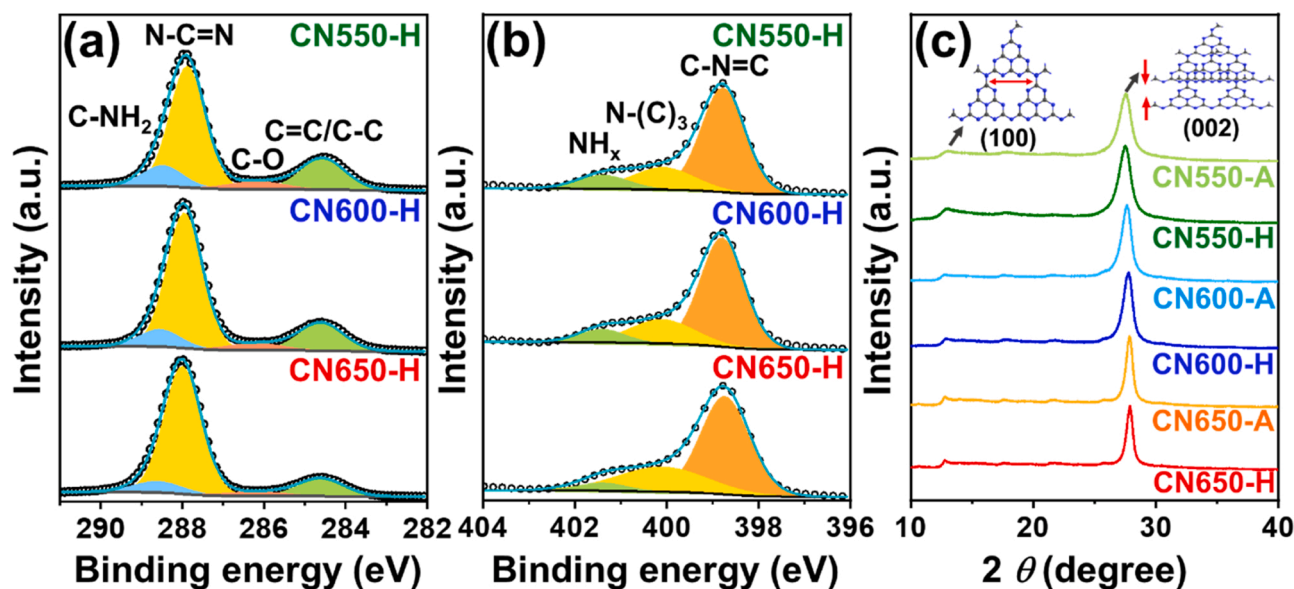 (a)
N-C=N
CN550-H
C-NH2
C=C/C-C
C-O
CN600-H
CN650-H
Intensity (a.u.)
290 288 286 284 282
Binding energy (eV)
(b)
CN550-H
C-N=C
N-(C)3
NHx
CN600-H
CN650-H
Intensity (a.u.)
404 402 400 398 396
Binding energy (eV)
(c)
(100)
(002)
CN550-A
CN550-H
CN600-A
CN600-H
CN650-A
CN650-H
Intensity (a.u.)
10 20 30 40
2 θ (degree)